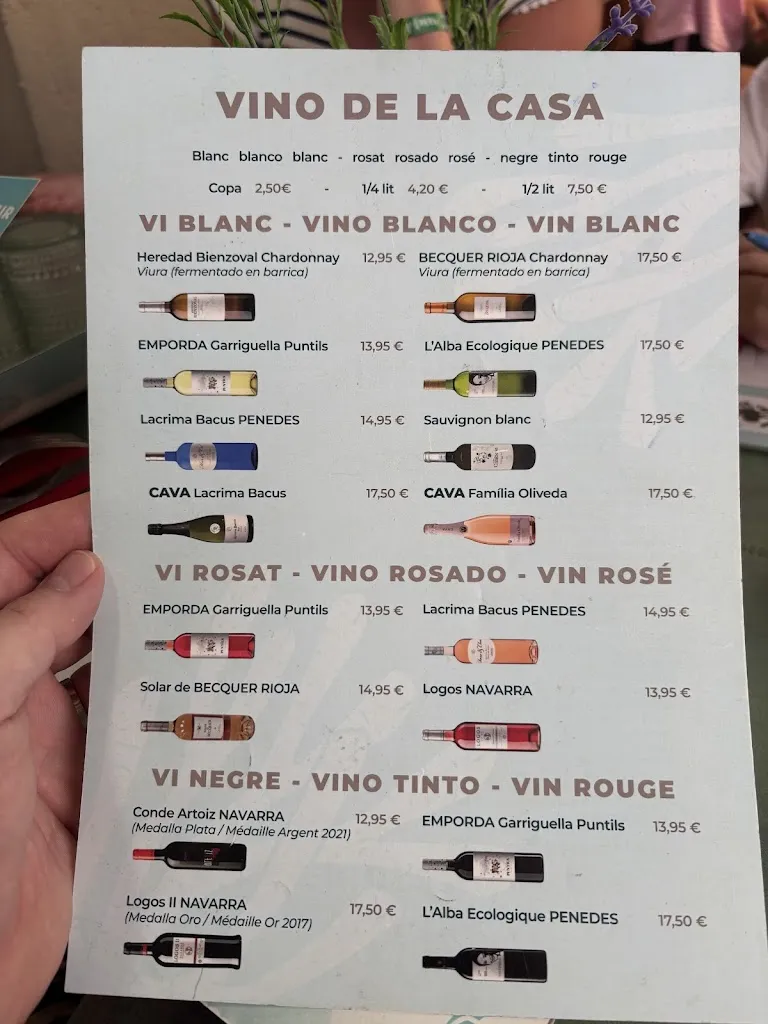 VINO DE LA CASA
Blanc blanco blanc - rosat rosado rosé - negre tinto rouge
Copa 2,50€ - 1/4 lit 4,20 € - 1/2 lit 7,50 €
VI BLANC - VINO BLANCO - VIN BLANC
Heredad Bienzoval Chardonnay 12,95 €
Viura (fermentado en barrica)
BECQUER RIOJA Chardonnay 17,50 €
Viura (fermentado en barrica)
EMPORDA Garriguella Puntils 13,95 €
L'Alba Ecologique PENEDES 17,50 €
Lacrima Bacus PENEDES 14,95 €
Sauvignon blanc 12,95 €
CAVA Lacrima Bacus 17,50 €
CAVA Família Oliveda 17,50 €
VI ROSAT - VINO ROSADO - VIN ROSÉ
EMPORDA Garriguella Puntils 13,95 €
Lacrima Bacus PENEDES 14,95 €
Solar de BECQUER RIOJA 14,95 €
Logos NAVARRA 13,95 €
VI NEGRE - VINO TINTO - VIN ROUGE
Conde Artoiz NAVARRA 12,95 €
(Medalla Plata / Médaille Argent 2021)
EMPORDA Garriguella Puntils 13,95 €
Logos II NAVARRA 17,50 €
(Medalla Oro / Médaille Or 2017)
L'Alba Ecologique PENEDES 17,50 €